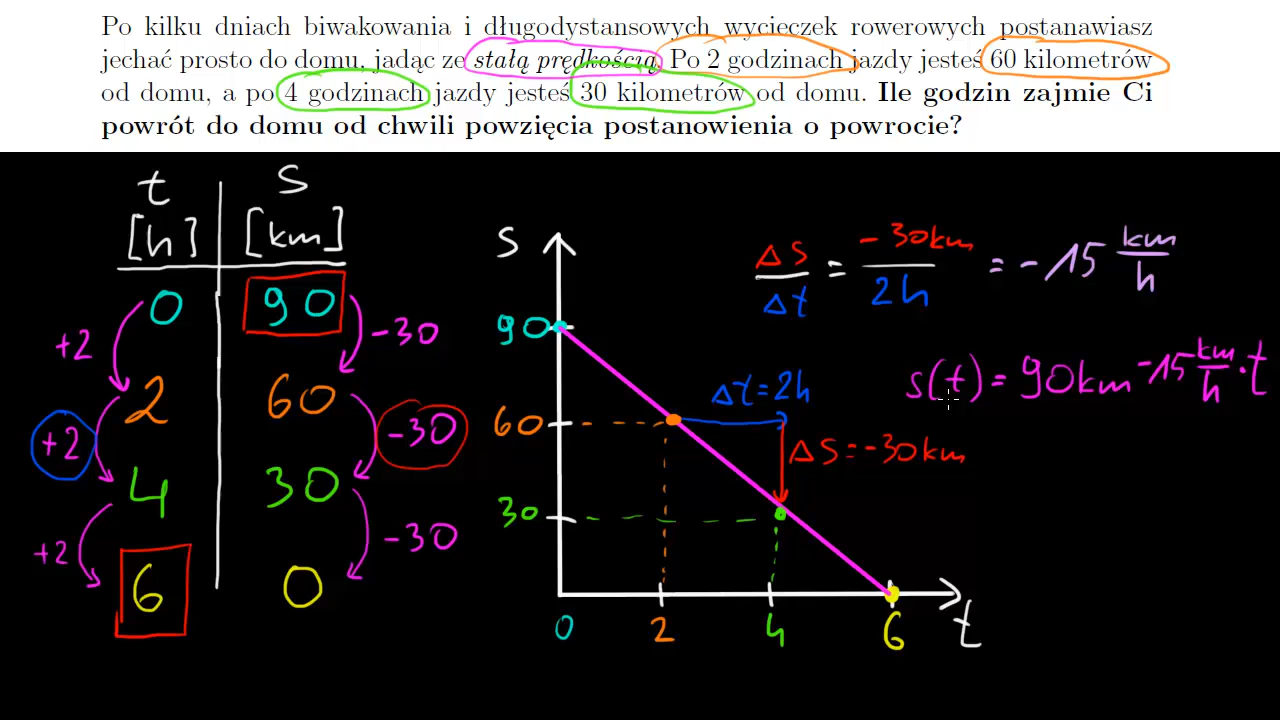 Po kilku dniach biwakowania i długodystansowych wycieczek rowerowych postanawiasz
jechać prosto do domu, jadąc ze stałą prędkością. Po 2 godzinach jazdy jesteś 60 kilometrów
od domu, a po 4 godzinach jazdy jesteś 30 kilometrów od domu. Ile godzin zajmie Ci
powrót do domu od chwili powzięcia postanowienia o powrocie?
t s
[h] [km]
0 90
+2 -30
2 60
+2 -30
4 30
+2 -30
6 0
s
90
60
30
0 2 4 6 t
Δt=2h
Δs=-30km
Δs/Δt = -30km/2h = -15 km/h
s(t)=90km-15 km/h·t